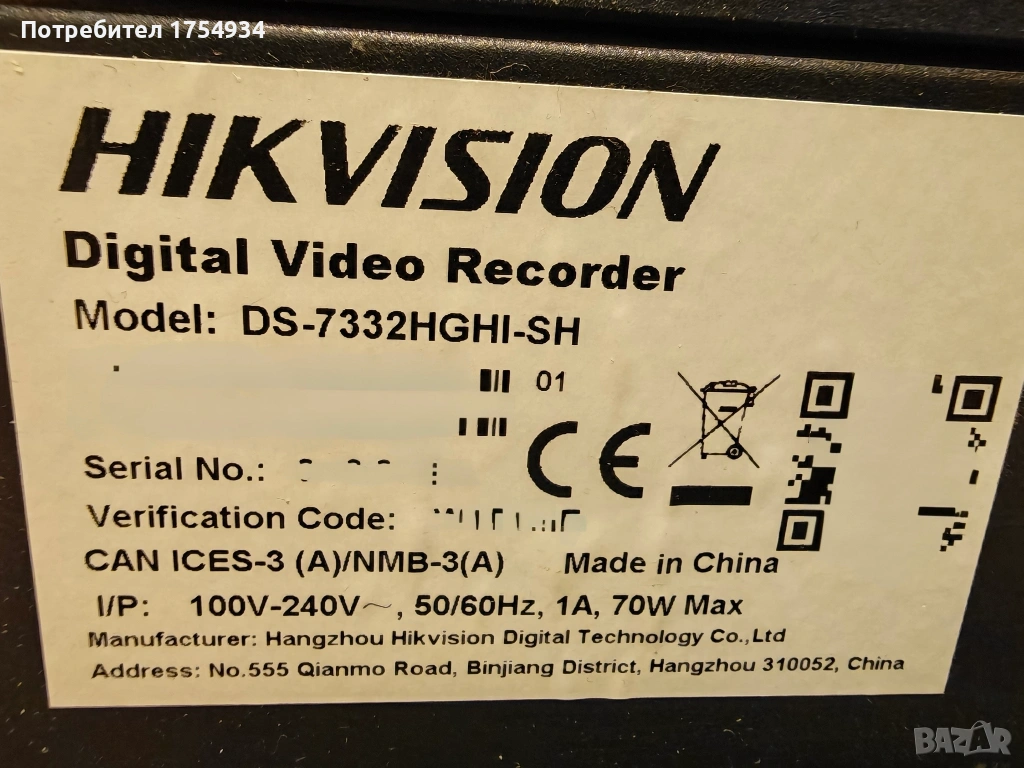 Потребител 1754934
HIKVISION
Digital Video Recorder
Model: DS-7332HGHI-SH
01
CE
Serial No.:
Verification Code:
CAN ICES-3 (A)/NMB-3(A) Made in China
I/P: 100V-240V~, 50/60Hz, 1A, 70W Max
Manufacturer: Hangzhou Hikvision Digital Technology Co.,Ltd
Address: No.555 Qianmo Road, Binjiang District, Hangzhou 310052, China
BAZAR